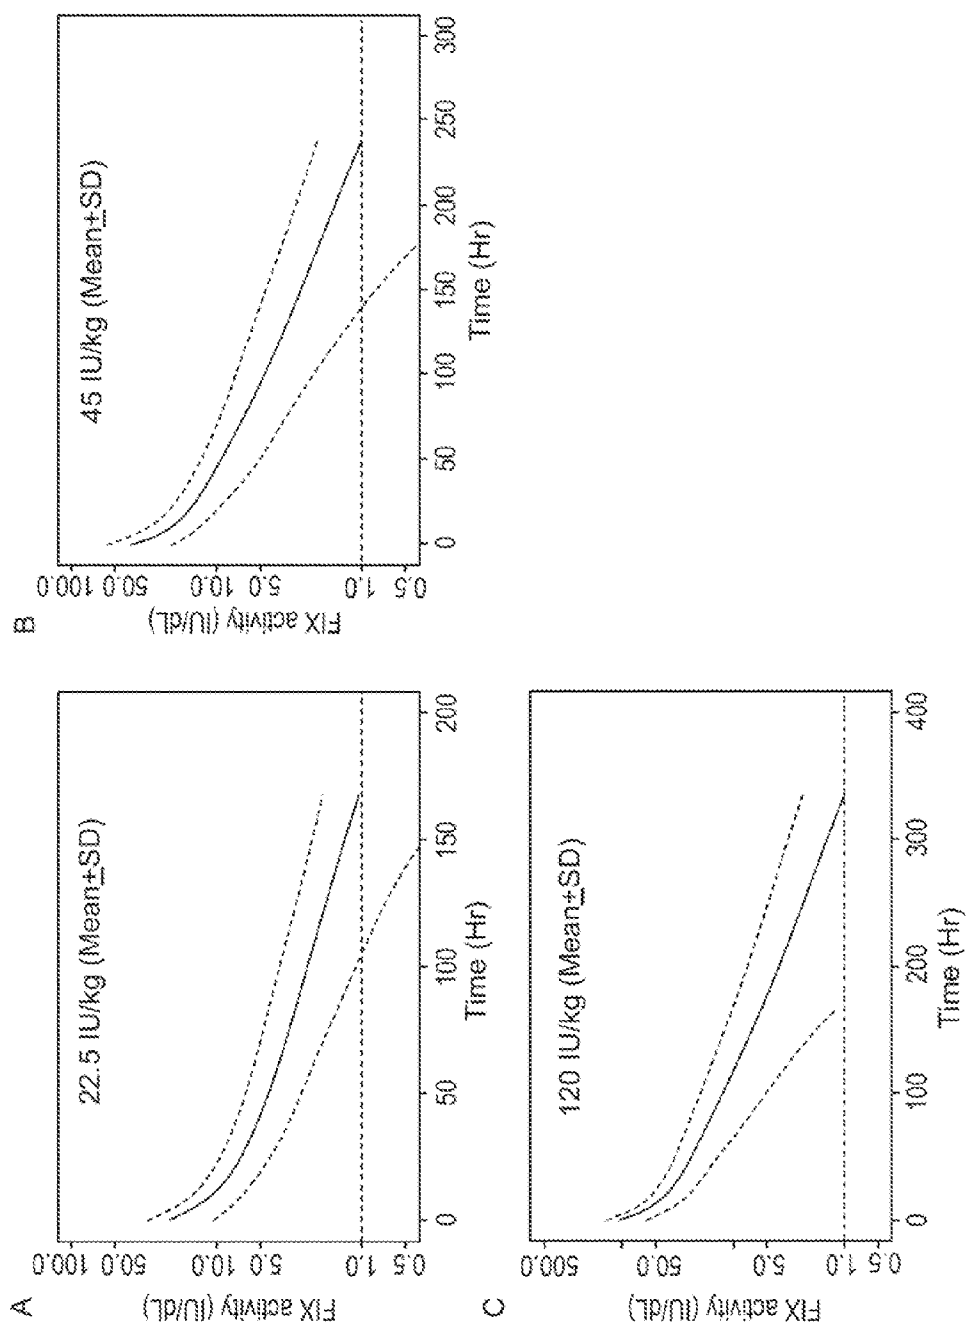 A
22.5 IU/kg (Mean±SD)
FIX activity (IU/dL)
100.0
50.0
10.0
5.0
1.0
0.5
0
50
100
150
200
Time (Hr)
B
45 IU/kg (Mean±SD)
FIX activity (IU/dL)
100.0
50.0
10.0
5.0
1.0
0.5
0
50
100
150
200
250
300
Time (Hr)
C
120 IU/kg (Mean±SD)
FIX activity (IU/dL)
500.0
50.0
5.0
1.0
0.5
0
100
200
300
400
Time (Hr)